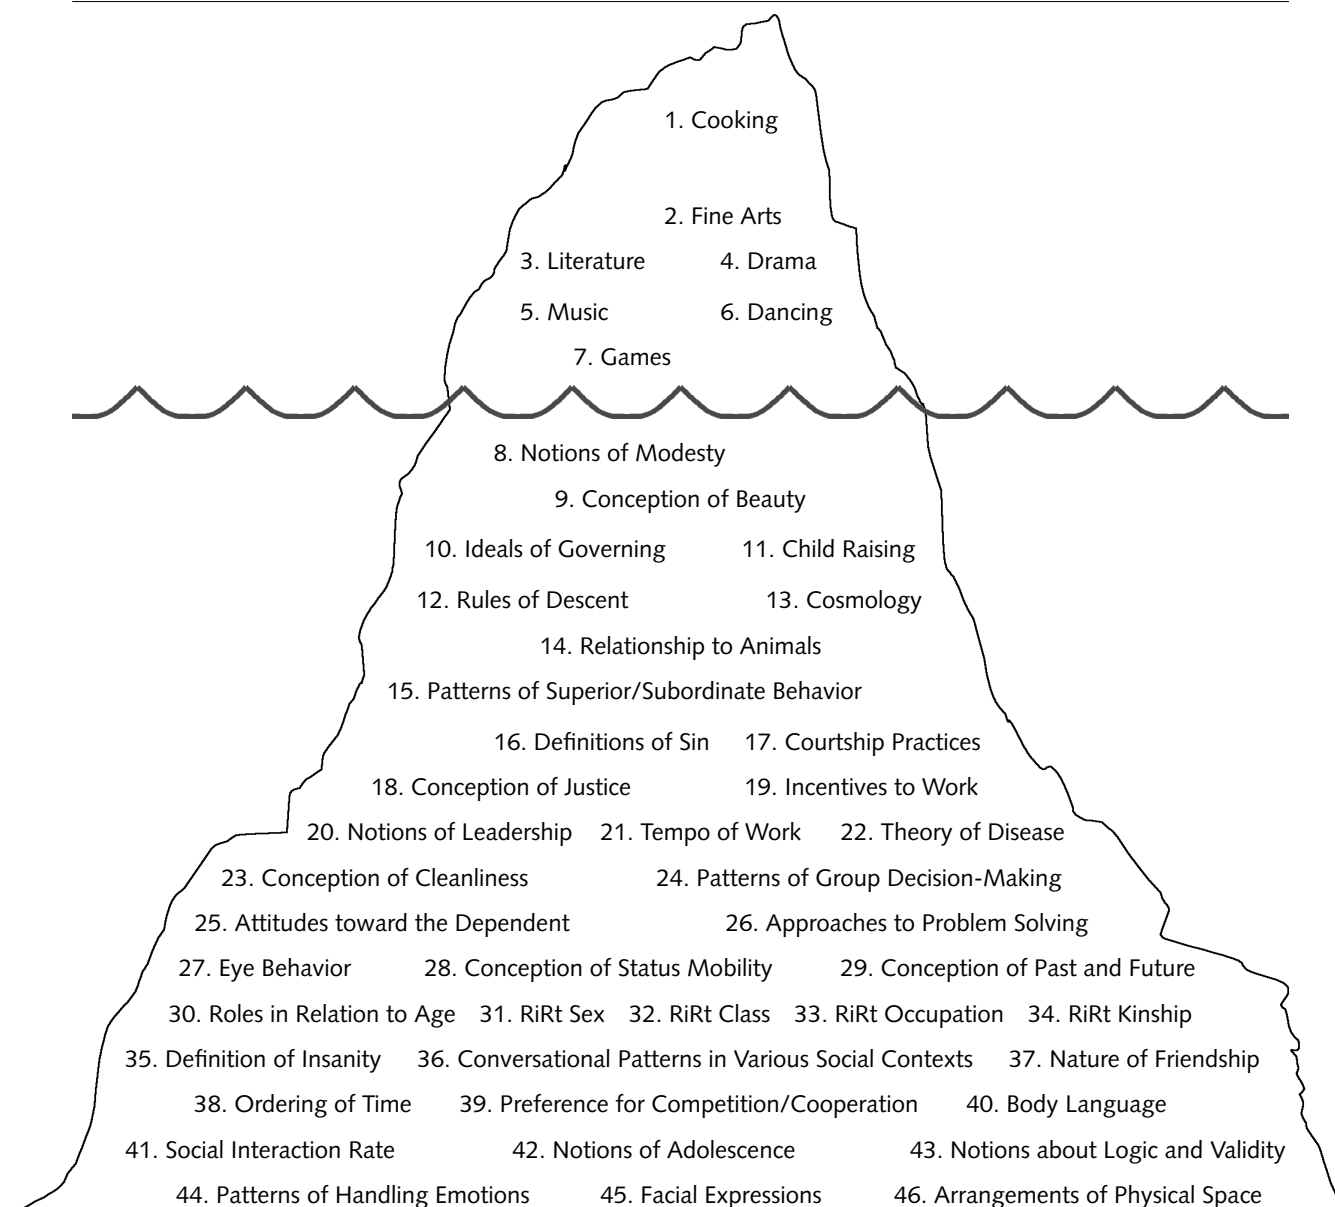 1. Cooking
2. Fine Arts
3. Literature 4. Drama
5. Music 6. Dancing
7. Games
8. Notions of Modesty
9. Conception of Beauty
10. Ideals of Governing 11. Child Raising
12. Rules of Descent 13. Cosmology
14. Relationship to Animals
15. Patterns of Superior/Subordinate Behavior
16. Definitions of Sin 17. Courtship Practices
18. Conception of Justice 19. Incentives to Work
20. Notions of Leadership 21. Tempo of Work 22. Theory of Disease
23. Conception of Cleanliness 24. Patterns of Group Decision-Making
25. Attitudes toward the Dependent 26. Approaches to Problem Solving
27. Eye Behavior 28. Conception of Status Mobility 29. Conception of Past and Future
30. Roles in Relation to Age 31. RiRt Sex 32. RiRt Class 33. RiRt Occupation 34. RiRt Kinship
35. Definition of Insanity 36. Conversational Patterns in Various Social Contexts 37. Nature of Friendship
38. Ordering of Time 39. Preference for Competition/Cooperation 40. Body Language
41. Social Interaction Rate 42. Notions of Adolescence 43. Notions about Logic and Validity
44. Patterns of Handling Emotions 45. Facial Expressions 46. Arrangements of Physical Space